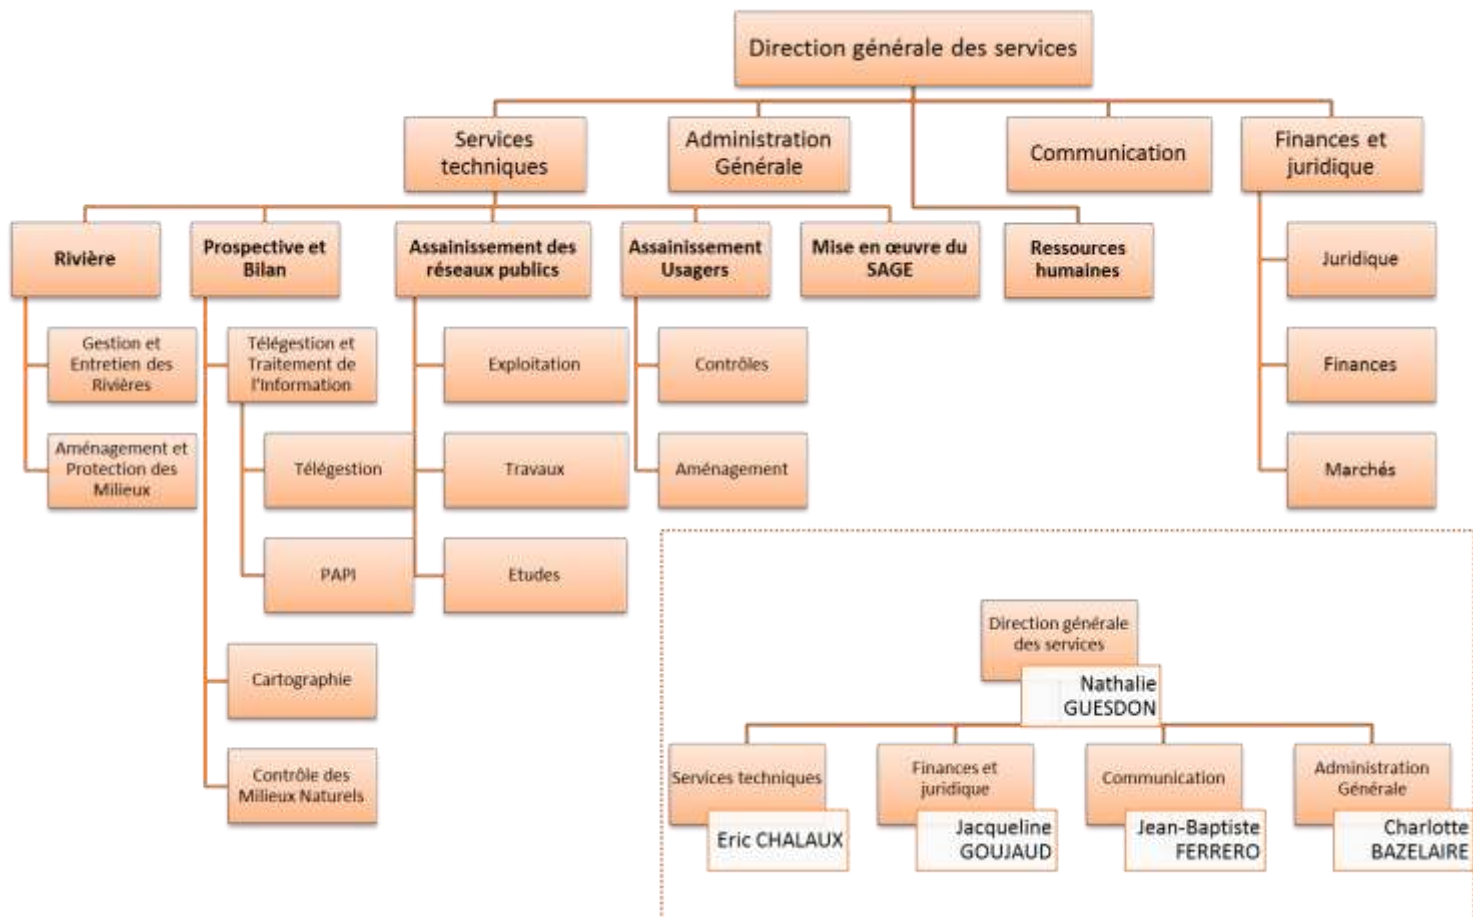 Direction générale des services
Services
techniques
Administration
Générale
Communication
Finances et
juridique
Rivière
Prospective et
Bilan
Assainissement des
réseaux publics
Assainissement
Usagers
Mise en œuvre du
SAGE
Ressources
humaines
Juridique
Gestion et
Entretien des
Rivières
Télégestion et
Traitement de
l'Information
Exploitation
Contrôles
Finances
Aménagement et
Protection des
Milieux
Télégestion
Travaux
Aménagement
Marchés
PAPI
Etudes
Cartographie
Contrôle des
Milieux Naturels
Direction générale
des services
Nathalie
GUESDON
Services techniques
Eric CHALAUX
Finances et
juridique
Jacqueline
GOUJAUD
Communication
Jean-Baptiste
FERRERO
Administration
Générale
Charlotte
BAZELAIRE